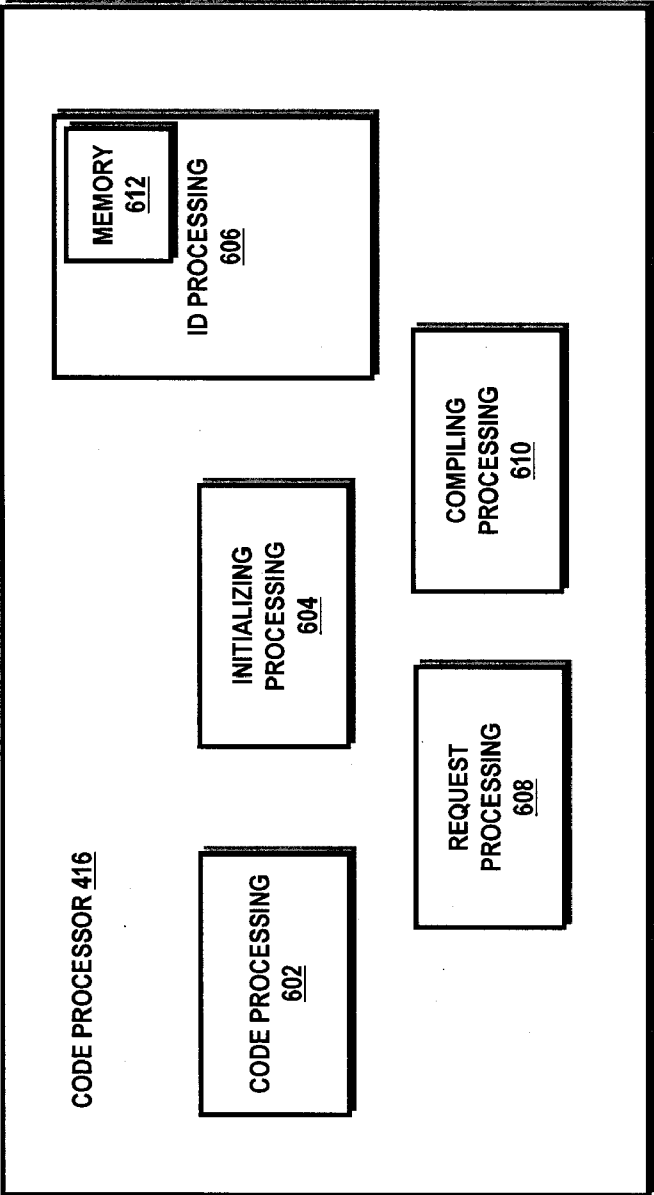 CODE PROCESSOR 416
CODE PROCESSING
602
INITIALIZING
PROCESSING
604
MEMORY
612
ID PROCESSING
606
REQUEST
PROCESSING
608
COMPILING
PROCESSING
610